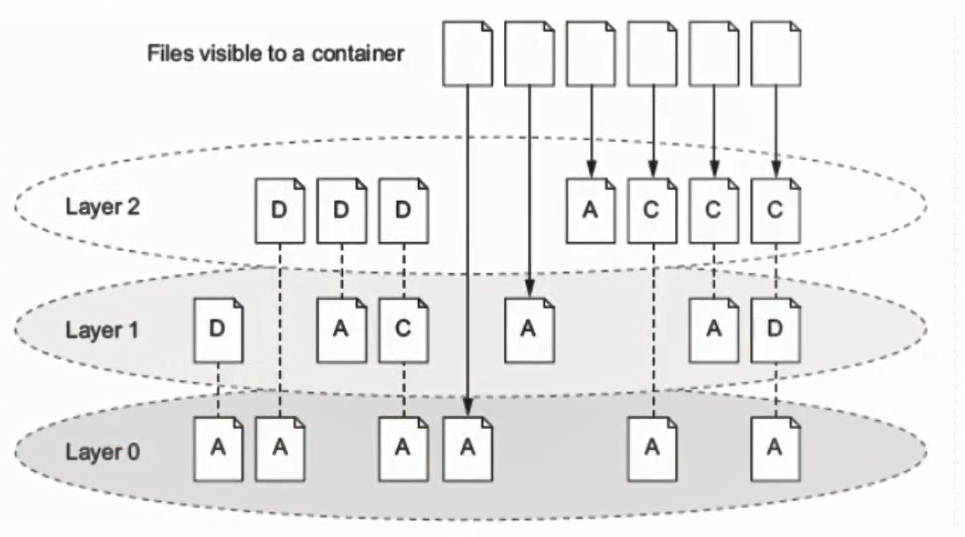 Files visible to a container
Layer 2 D D D A C C C
Layer 1 D A C A A D
Layer 0 A A A A A A